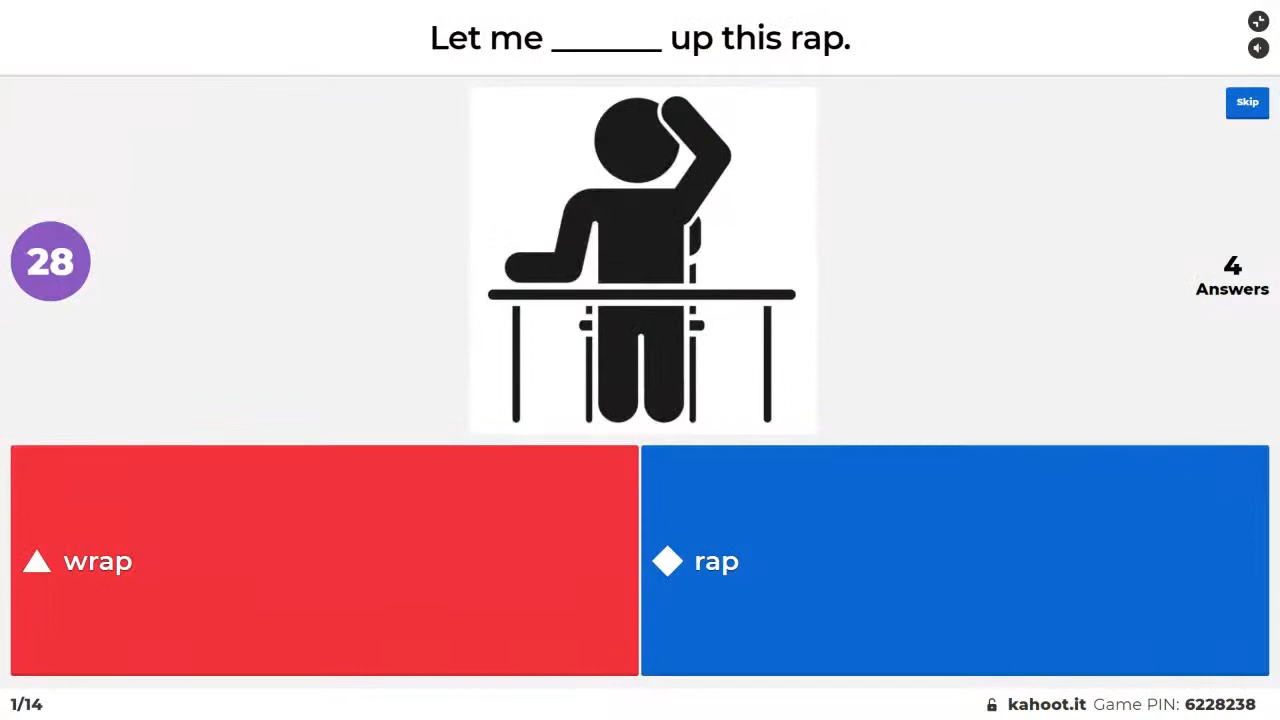 Let me _______ up this rap.
Skip
28
4
Answers
wrap
rap
1/14
kahoot.it Game PIN: 6228238